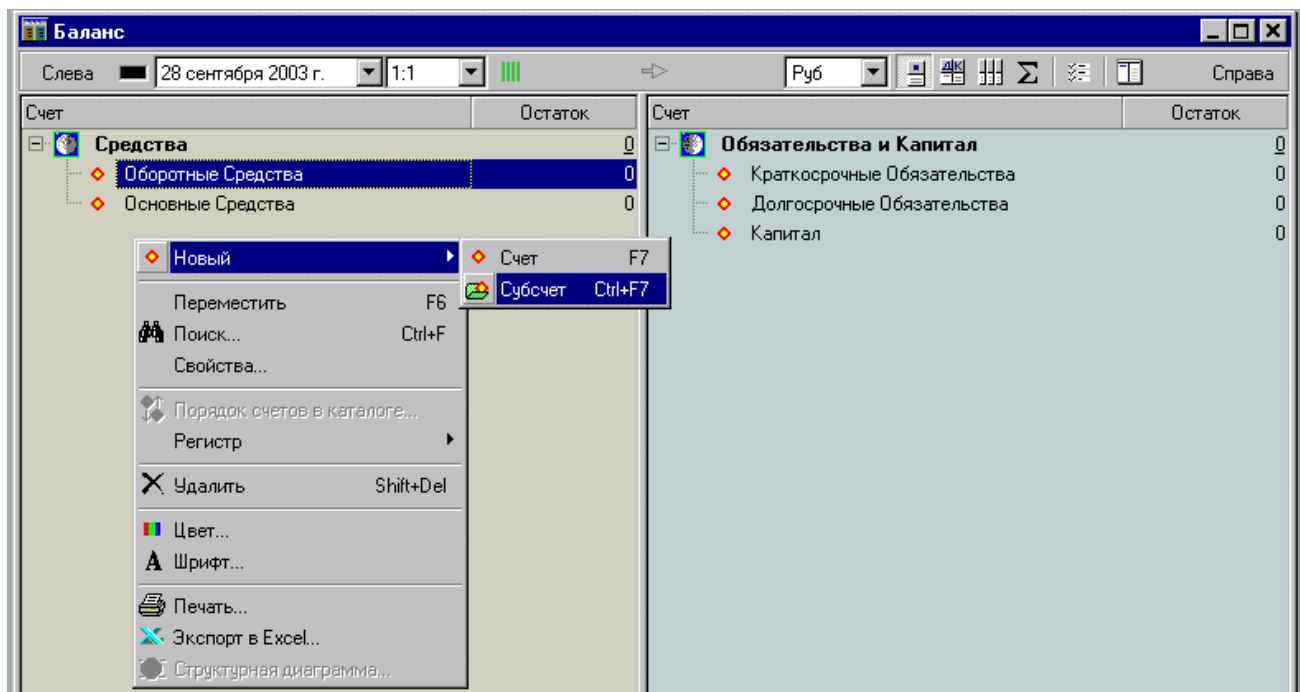 Баланс
Слева 28 сентября 2003 г. 1:1 Руб Справа
Счет Остаток Счет Остаток
Средства 0 Обязательства и Капитал 0
Оборотные Средства 0 Краткосрочные Обязательства 0
Основные Средства 0 Долгосрочные Обязательства 0
Капитал 0
Новый Счет F7
Субсчет Ctrl+F7
Переместить F6
Поиск... Ctrl+F
Свойства...
Порядок счетов в каталоге...
Регистр
Удалить Shift+Del
Цвет...
Шрифт...
Печать...
Экспорт в Excel...
Структурная диаграмма...